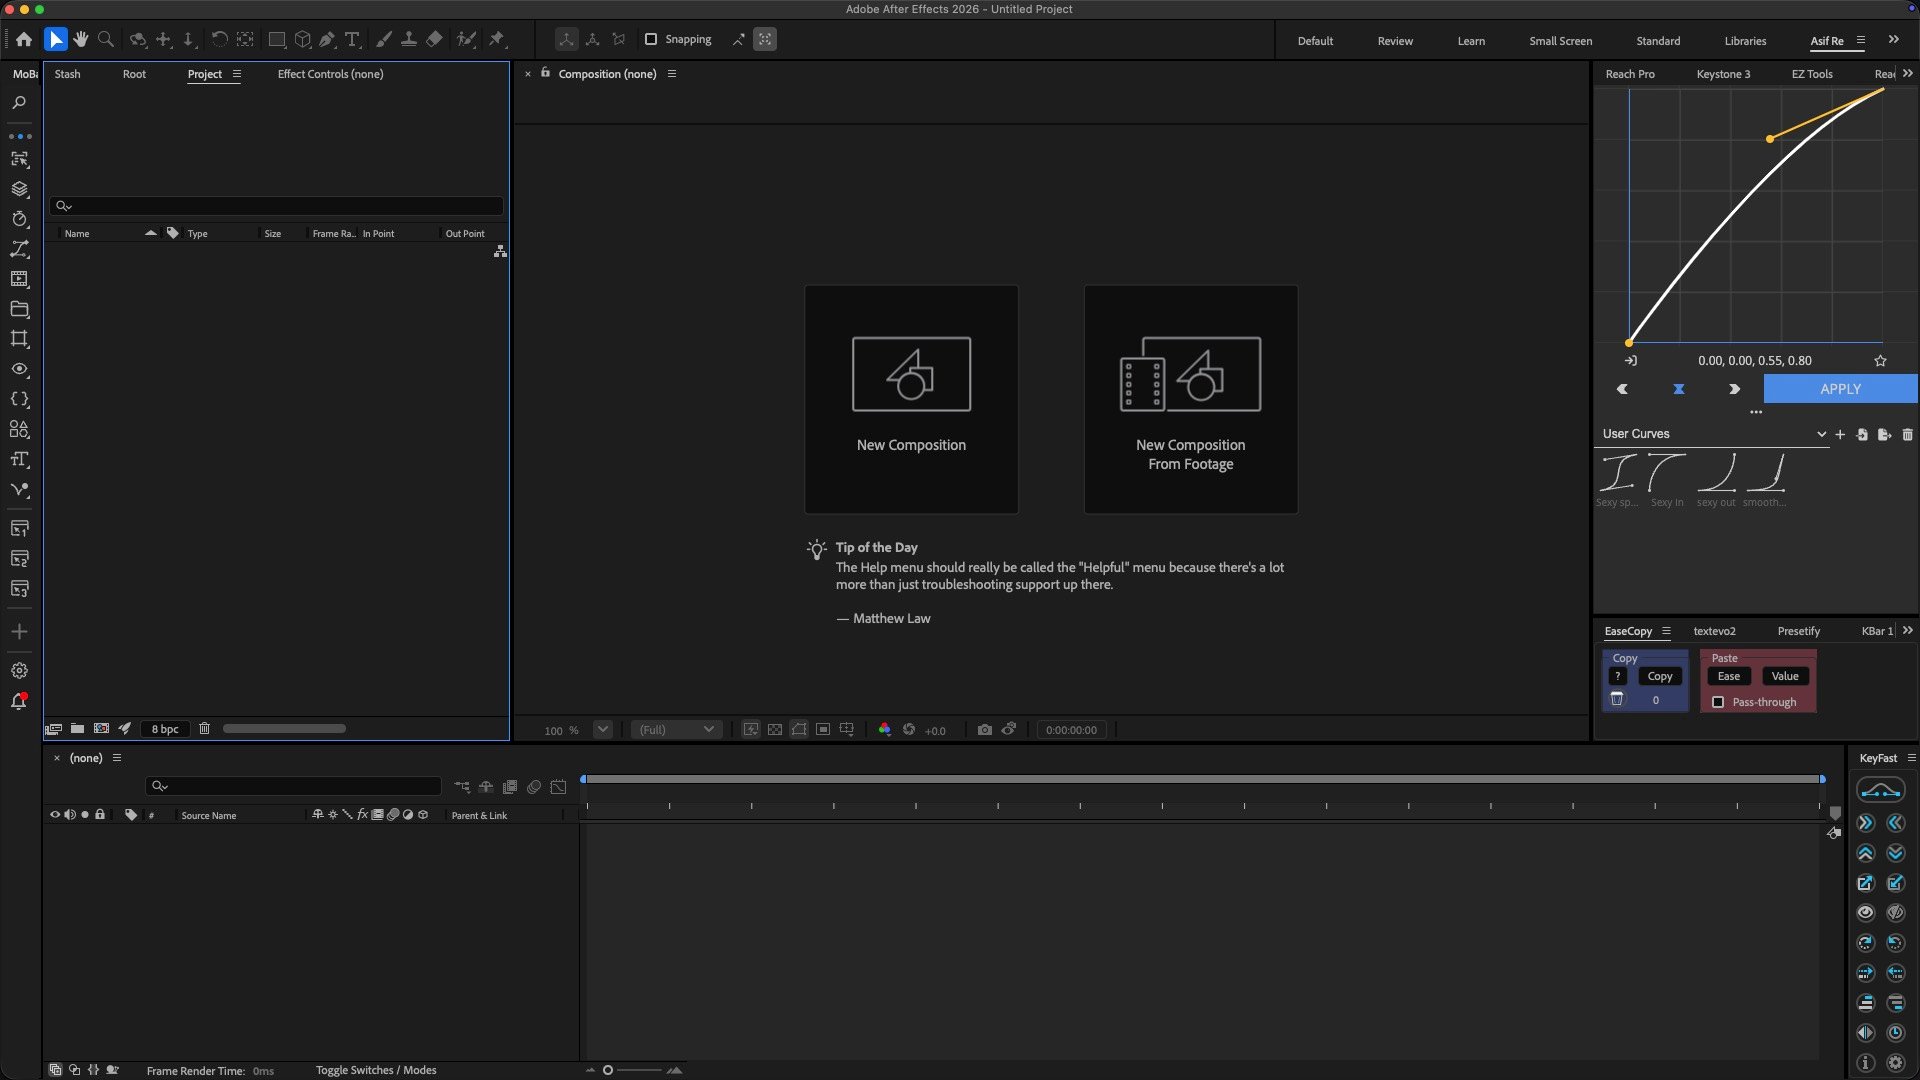 Adobe After Effects 2026 - Untitled Project
Snapping
Default
Review
Learn
Small Screen
Standard
Libraries
Asif Re
MoBa
Stash
Root
Project
Effect Controls (none)
Composition (none)
Reach Pro
Keystone 3
EZ Tools
Reac
Name
Type
Size
Frame Ra..
In Point
Out Point
New Composition
New Composition
From Footage
Tip of the Day
The Help menu should really be called the "Helpful" menu because there's a lot
more than just troubleshooting support up there.
— Matthew Law
0.00, 0.00, 0.55, 0.80
APPLY
User Curves
Sexy sp...
Sexy In
sexy out
smooth...
EaseCopy
textevo2
Presetify
KBar 1
Copy
? Copy
0
Paste
Ease
Value
Pass-through
8 bpc
100 %
(Full)
+0.0
0:00:00:00
(none)
KeyFast
#
Source Name
fx
Parent & Link
Frame Render Time: 0ms
Toggle Switches / Modes